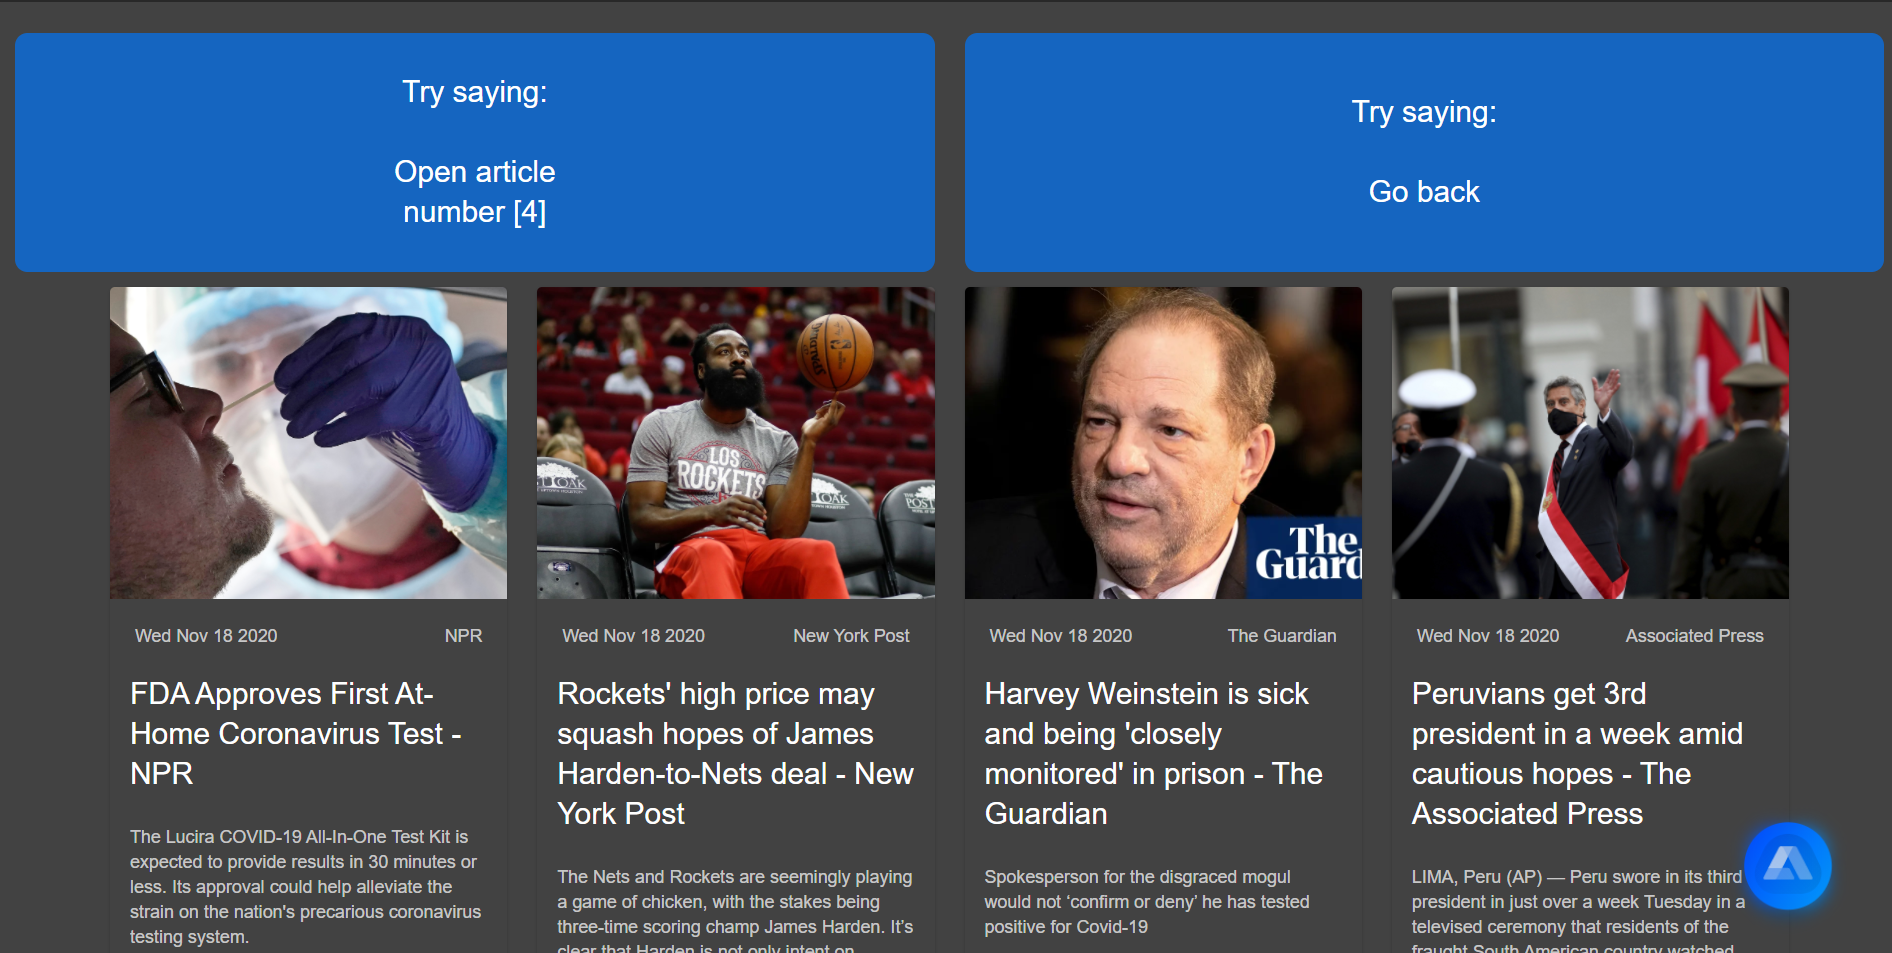 Try saying:
Open article
number [4]
Try saying:
Go back
LOS
ROCKETS
OAK
POST
The
Guard
Wed Nov 18 2020 NPR
FDA Approves First At-
Home Coronavirus Test -
NPR
The Lucira COVID-19 All-In-One Test Kit is
expected to provide results in 30 minutes or
less. Its approval could help alleviate the
strain on the nation's precarious coronavirus
testing system.
Wed Nov 18 2020 New York Post
Rockets' high price may
squash hopes of James
Harden-to-Nets deal - New
York Post
The Nets and Rockets are seemingly playing
a game of chicken, with the stakes being
three-time scoring champ James Harden. It's
clear that Harden is not only intent on
Wed Nov 18 2020 The Guardian
Harvey Weinstein is sick
and being 'closely
monitored' in prison - The
Guardian
Spokesperson for the disgraced mogul
would not ‘confirm or deny’ he has tested
positive for Covid-19
Wed Nov 18 2020 Associated Press
Peruvians get 3rd
president in a week amid
cautious hopes - The
Associated Press
LIMA, Peru (AP) — Peru swore in its third
president in just over a week Tuesday in a
televised ceremony that residents of the
fraught South American country watched